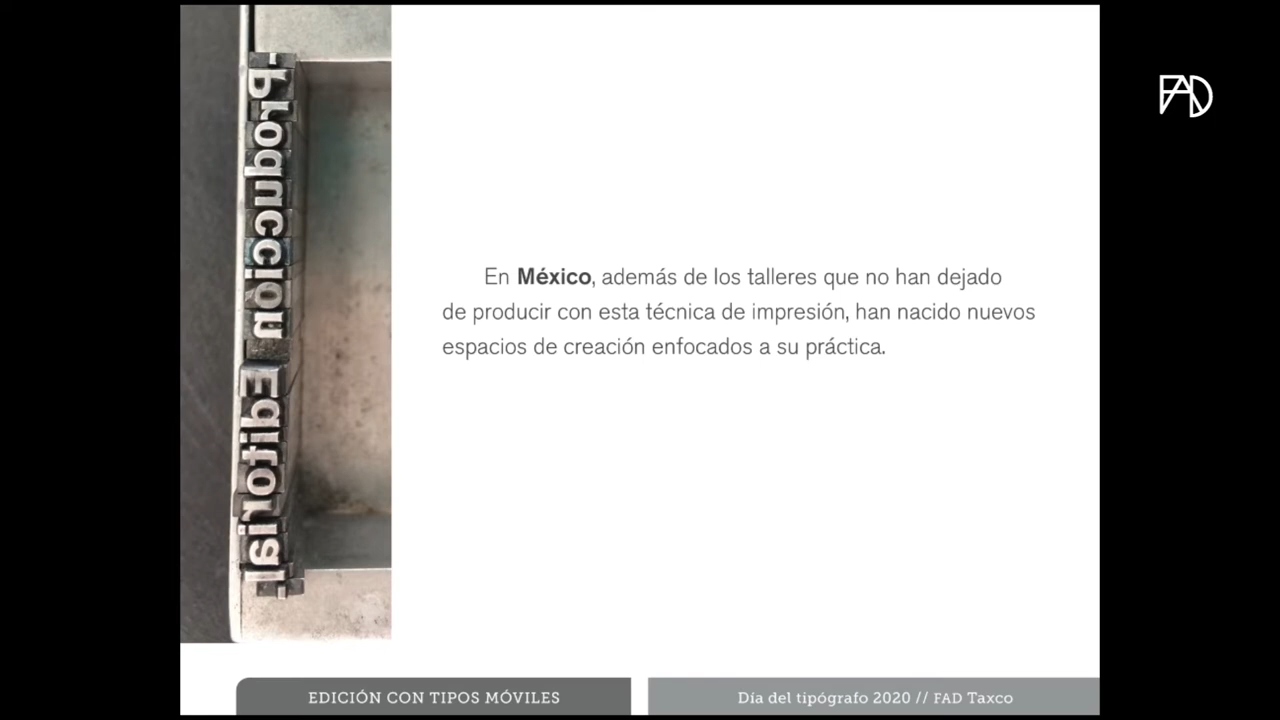 FAD
- Producción Editorial -
En México, además de los talleres que no han dejado
de producir con esta técnica de impresión, han nacido nuevos
espacios de creación enfocados a su práctica.
EDICIÓN CON TIPOS MÓVILES
Día del tipógrafo 2020 // FAD Taxco